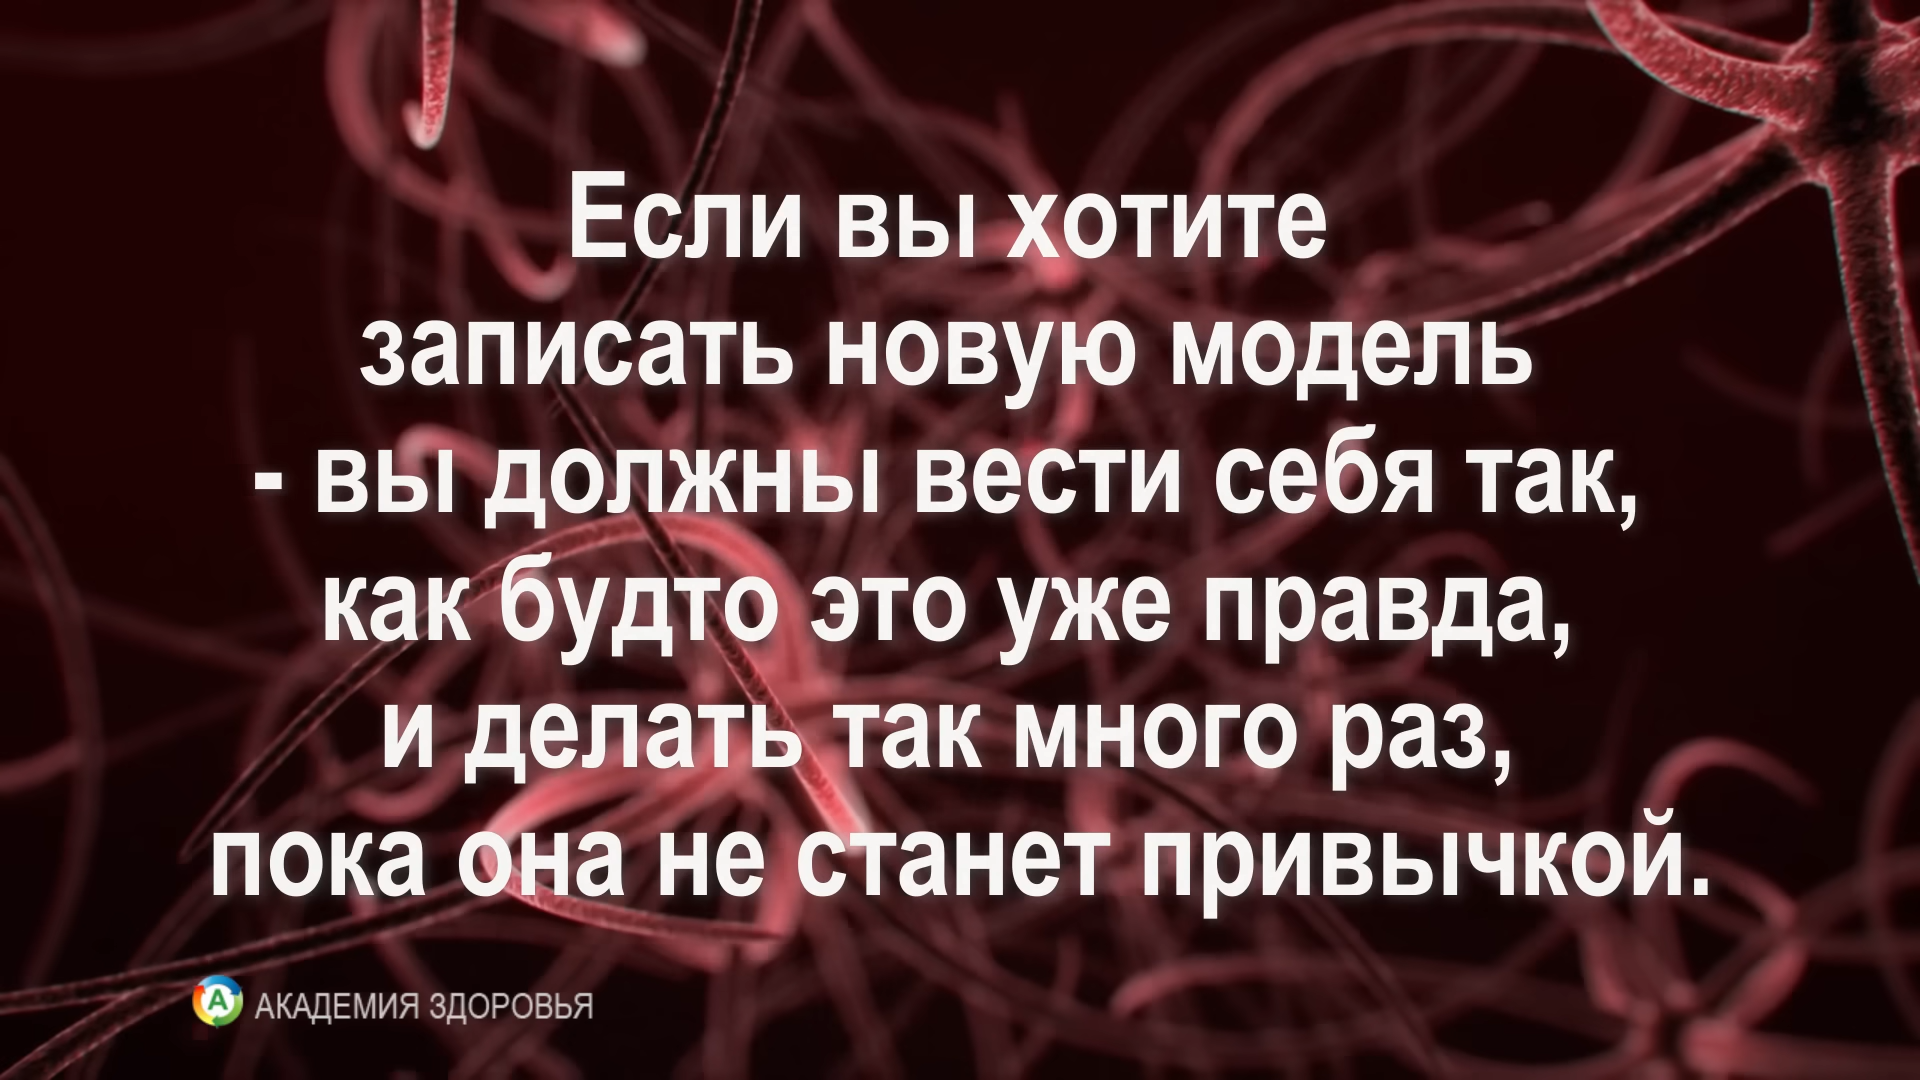 Если вы хотите
записать новую модель
- вы должны вести себя так,
как будто это уже правда,
и делать так много раз,
пока она не станет привычкой.
А АКАДЕМИЯ ЗДОРОВЬЯ